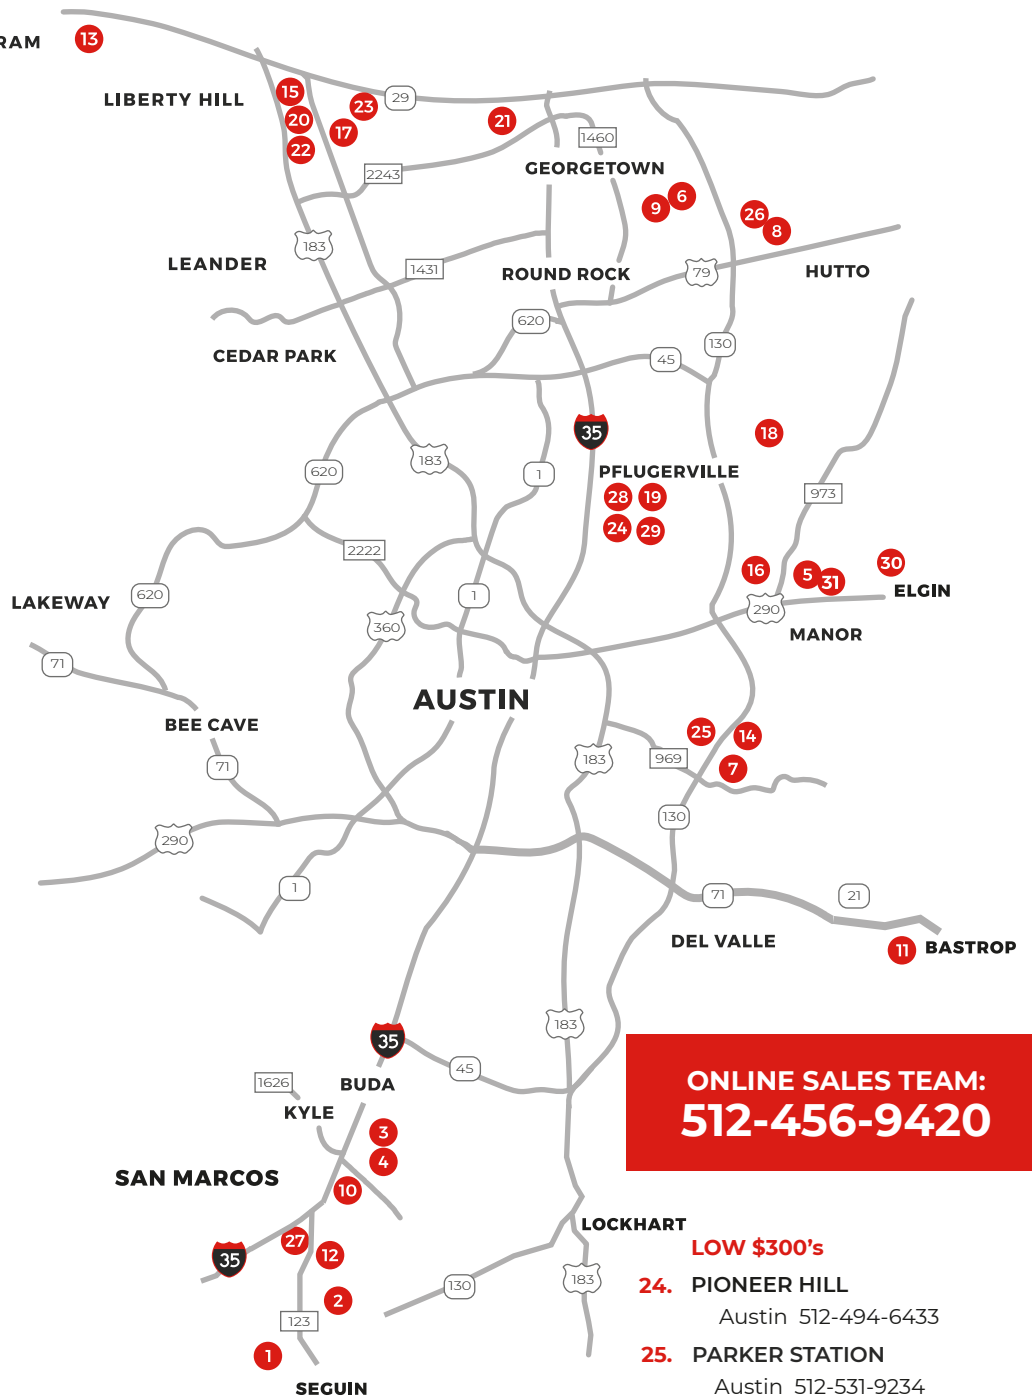 RAM
13
LIBERTY HILL
15
23
29
20
17
21
22
1460
2243
GEORGETOWN
6
9
26
8
183
LEANDER
1431
ROUND ROCK
79
HUTTO
620
130
CEDAR PARK
45
35
18
183
620
1
PFLUGERVILLE
973
28
19
24
29
2222
16
5
31
30
ELGIN
LAKEWAY
620
1
290
360
MANOR
71
AUSTIN
BEE CAVE
25
14
183
969
7
71
130
290
1
71
21
DEL VALLE
11
BASTROP
183
35
45
1626
BUDA
KYLE
3
4
ONLINE SALES TEAM:
512-456-9420
SAN MARCOS
10
LOCKHART
27
12
35
LOW $300's
130
183
24. PIONEER HILL
2
Austin 512-494-6433
123
1
25. PARKER STATION
SEGUIN
Austin 512-531-9234